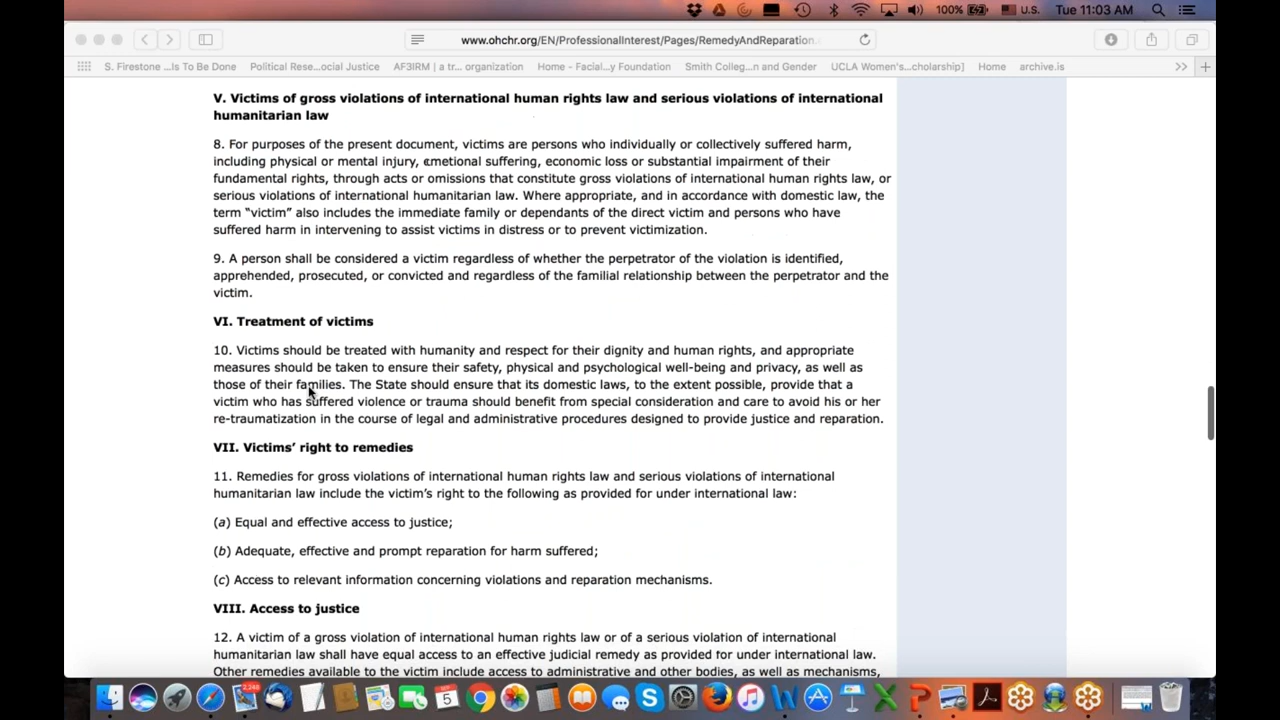 100%
U.S.
Tue 11:03 AM
www.ohchr.org/EN/ProfessionalInterest/Pages/RemedyAndReparation.
S. Firestone ...Is To Be Done
Political Rese...ocial Justice
AF3IRM | a tr... organization
Home - Facial...y Foundation
Smith Colleg...n and Gender
UCLA Women's...cholarship]
Home
archive.is
V. Victims of gross violations of international human rights law and serious violations of international
humanitarian law
8. For purposes of the present document, victims are persons who individually or collectively suffered harm,
including physical or mental injury, emotional suffering, economic loss or substantial impairment of their
fundamental rights, through acts or omissions that constitute gross violations of international human rights law, or
serious violations of international humanitarian law. Where appropriate, and in accordance with domestic law, the
term “victim” also includes the immediate family or dependants of the direct victim and persons who have
suffered harm in intervening to assist victims in distress or to prevent victimization.
9. A person shall be considered a victim regardless of whether the perpetrator of the violation is identified,
apprehended, prosecuted, or convicted and regardless of the familial relationship between the perpetrator and the
victim.
VI. Treatment of victims
10. Victims should be treated with humanity and respect for their dignity and human rights, and appropriate
measures should be taken to ensure their safety, physical and psychological well-being and privacy, as well as
those of their families. The State should ensure that its domestic laws, to the extent possible, provide that a
victim who has suffered violence or trauma should benefit from special consideration and care to avoid his or her
re-traumatization in the course of legal and administrative procedures designed to provide justice and reparation.
VII. Victims’ right to remedies
11. Remedies for gross violations of international human rights law and serious violations of international
humanitarian law include the victim’s right to the following as provided for under international law:
(a) Equal and effective access to justice;
(b) Adequate, effective and prompt reparation for harm suffered;
(c) Access to relevant information concerning violations and reparation mechanisms.
VIII. Access to justice
12. A victim of a gross violation of international human rights law or of a serious violation of international
humanitarian law shall have equal access to an effective judicial remedy as provided for under international law.
Other remedies available to the victim include access to administrative and other bodies, as well as mechanisms,